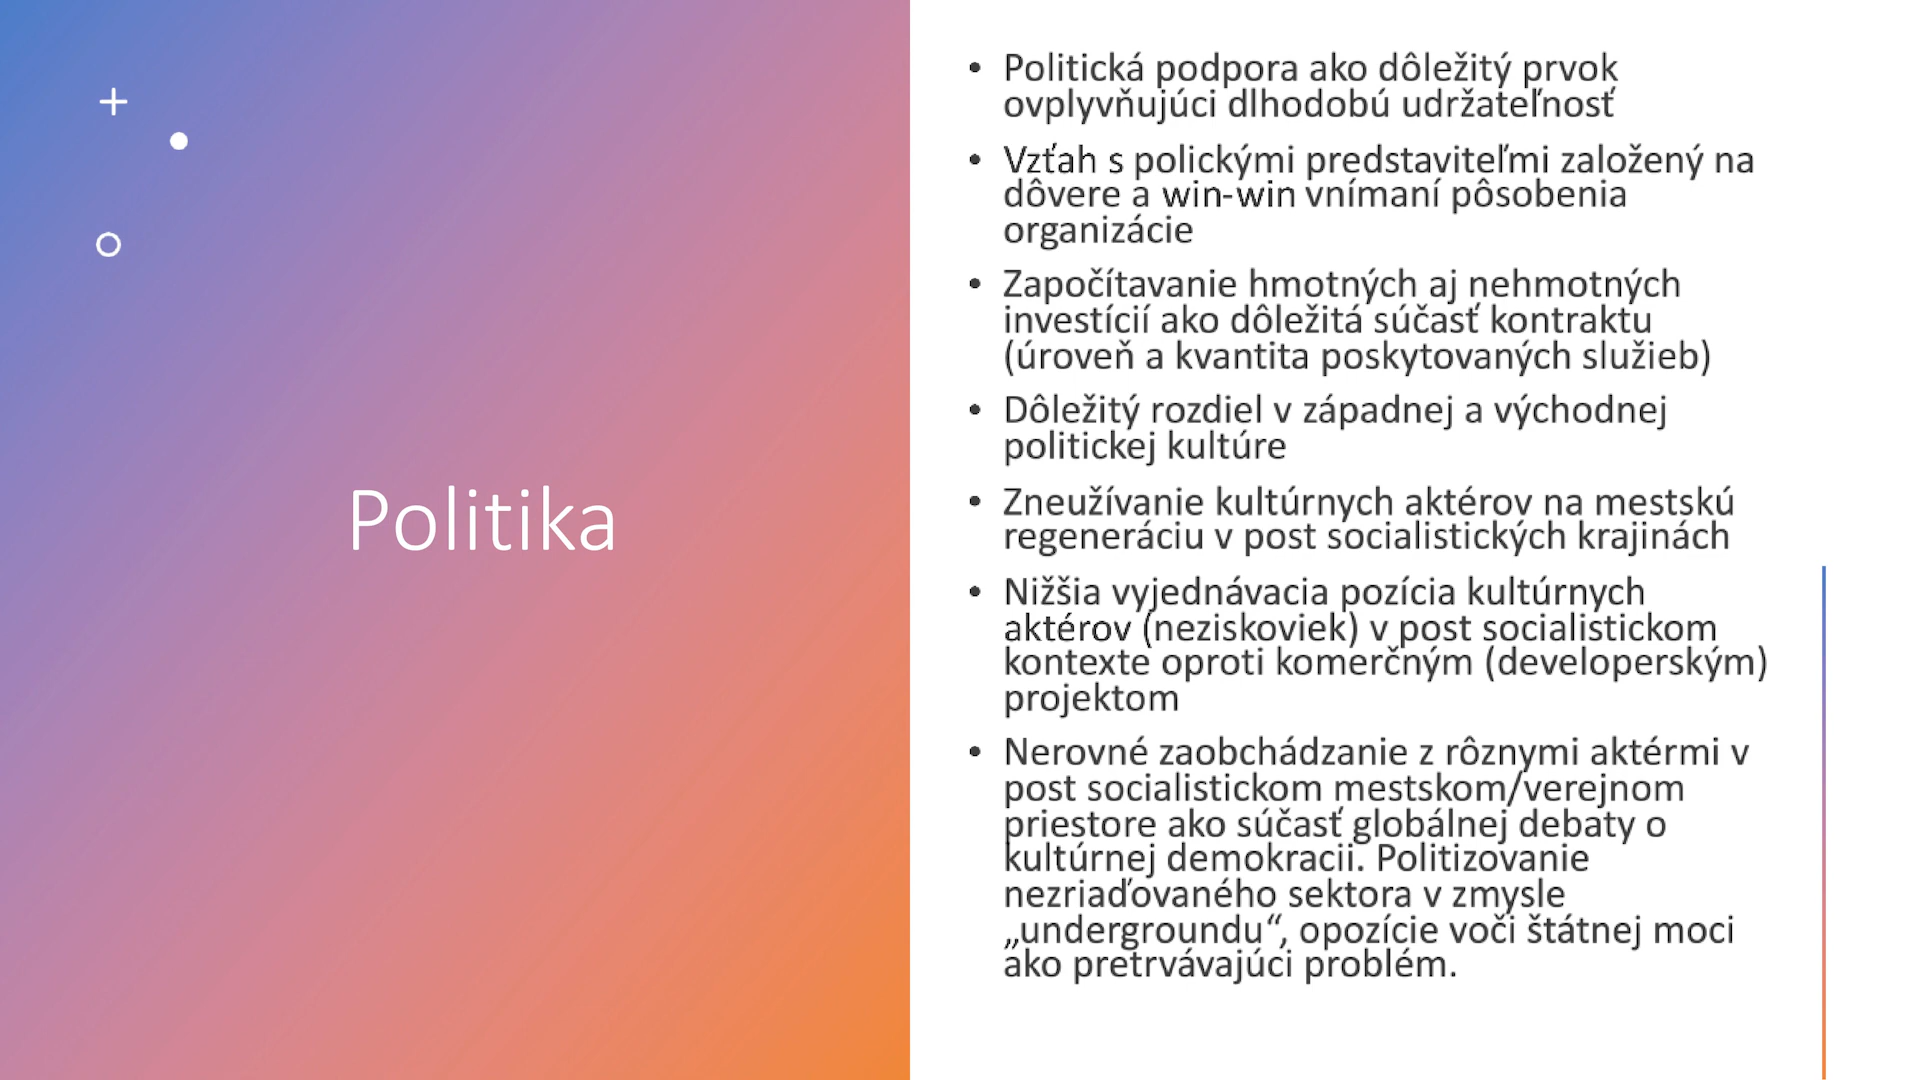 Politika
• Politická podpora ako dôležitý prvok
ovplyvňujúci dlhodobú udržateľnosť
• Vzťah s polickými predstaviteľmi založený na
dôvere a win-win vnímaní pôsobenia
organizácie
• Započítavanie hmotných aj nehmotných
investícií ako dôležitá súčasť kontraktu
(úroveň a kvantita poskytovaných služieb)
• Dôležitý rozdiel v západnej a východnej
politickej kultúre
• Zneužívanie kultúrnych aktérov na mestskú
regeneráciu v post socialistických krajinách
• Nižšia vyjednávacia pozícia kultúrnych
aktérov (neziskoviek) v post socialistickom
kontexte oproti komerčným (developerským)
projektom
• Nerovné zaobchádzanie z rôznymi aktérmi v
post socialistickom mestskom/verejnom
priestore ako súčasť globálnej debaty o
kultúrnej demokracii. Politizovanie
nezriaďovaného sektora v zmysle
„undergroundu“, opozície voči štátnej moci
ako pretrvávajúci problém.